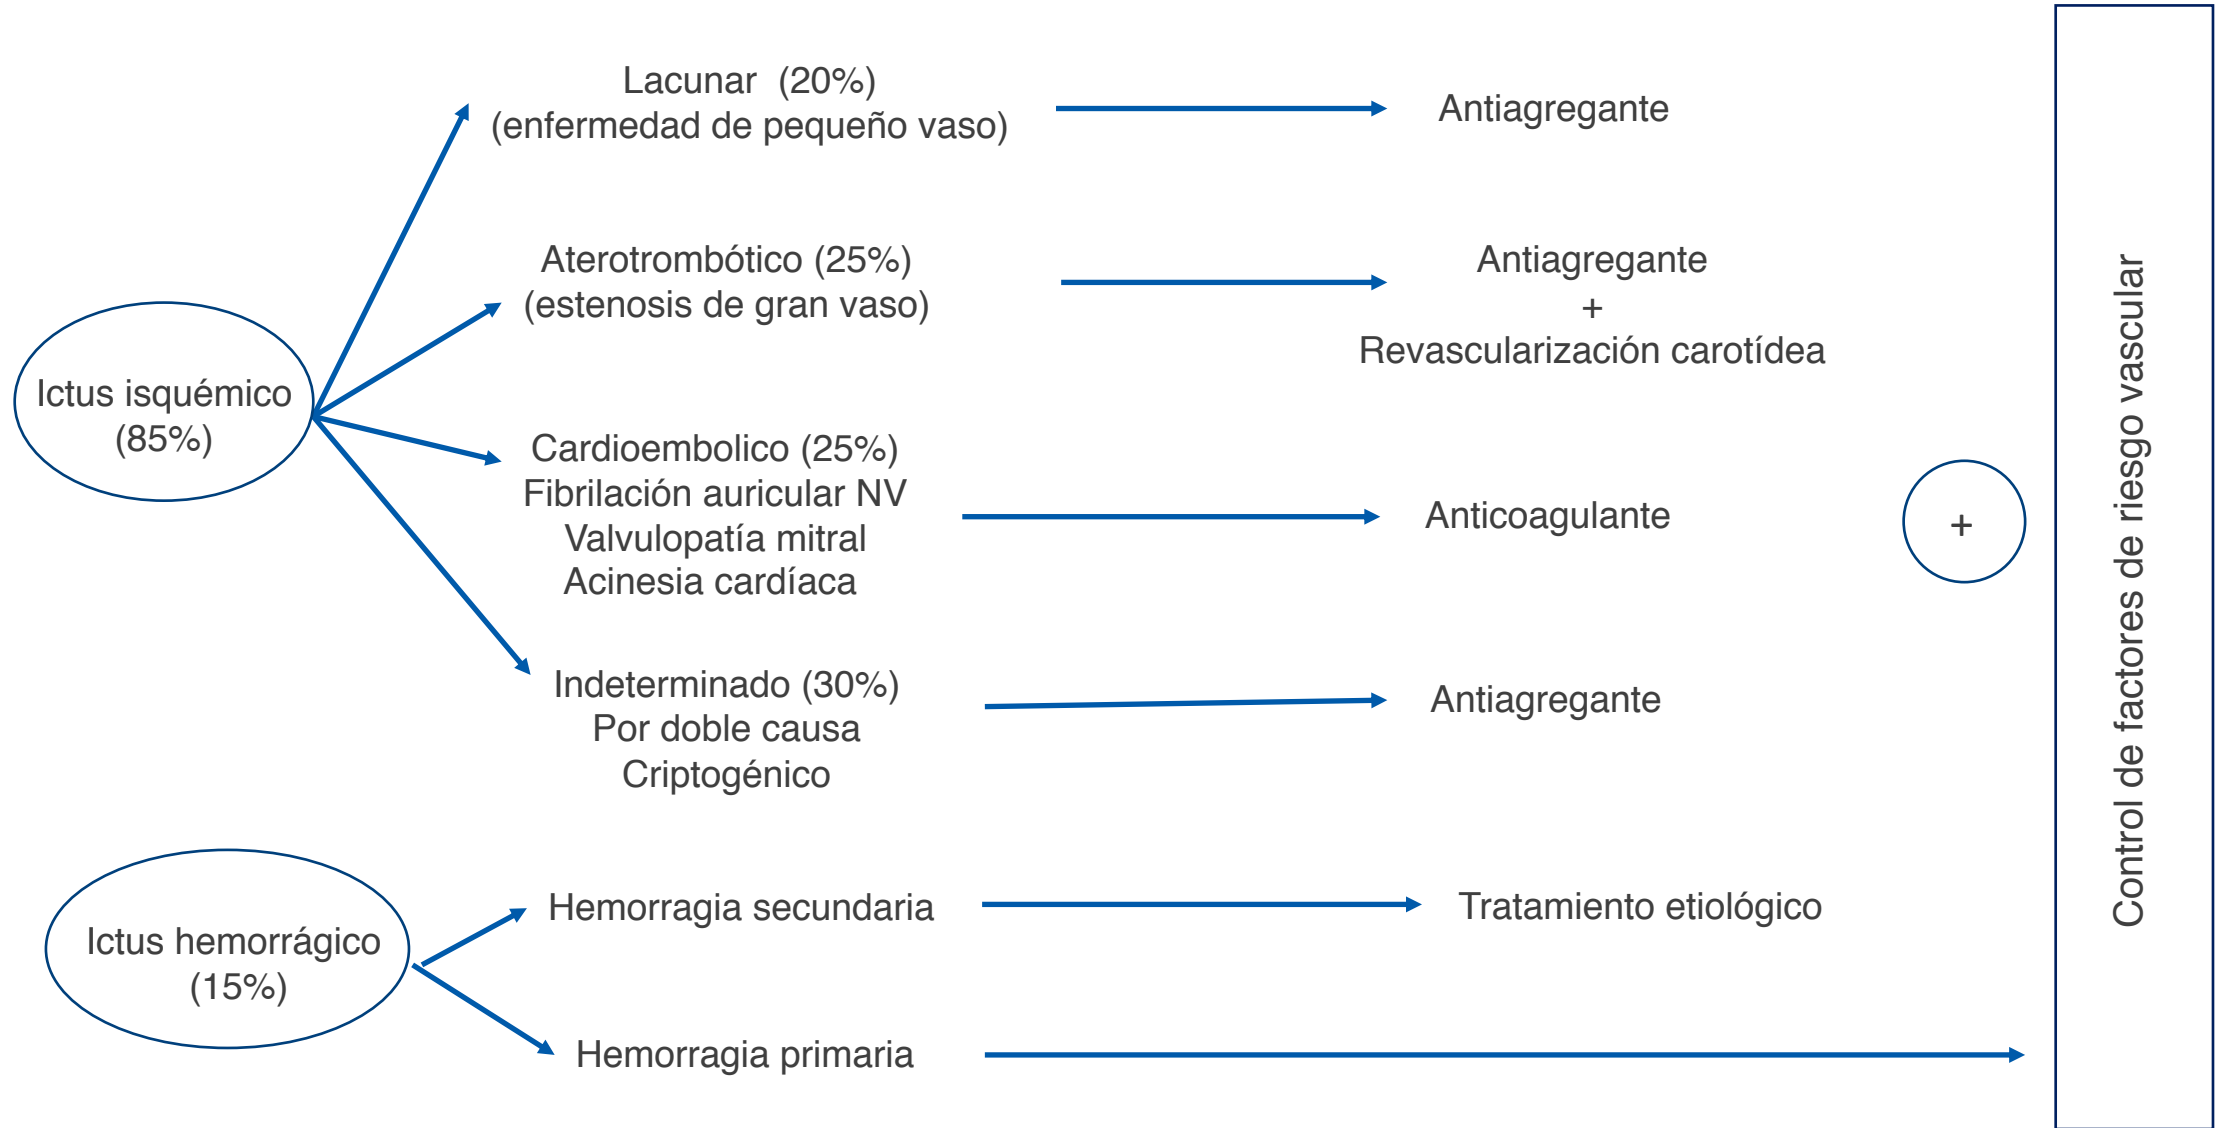 Lacunar (20%)
(enfermedad de pequeño vaso)
Antiagregante
Aterotrombótico (25%)
(estenosis de gran vaso)
Antiagregante
+
Revascularización carotídea
Ictus isquémico
(85%)
Cardioembolico (25%)
Fibrilación auricular NV
Valvulopatía mitral
Acinesia cardíaca
Anticoagulante
+
Control de factores de riesgo vascular
Indeterminado (30%)
Por doble causa
Criptogénico
Antiagregante
Ictus hemorrágico
(15%)
Hemorragia secundaria
Tratamiento etiológico
Hemorragia primaria